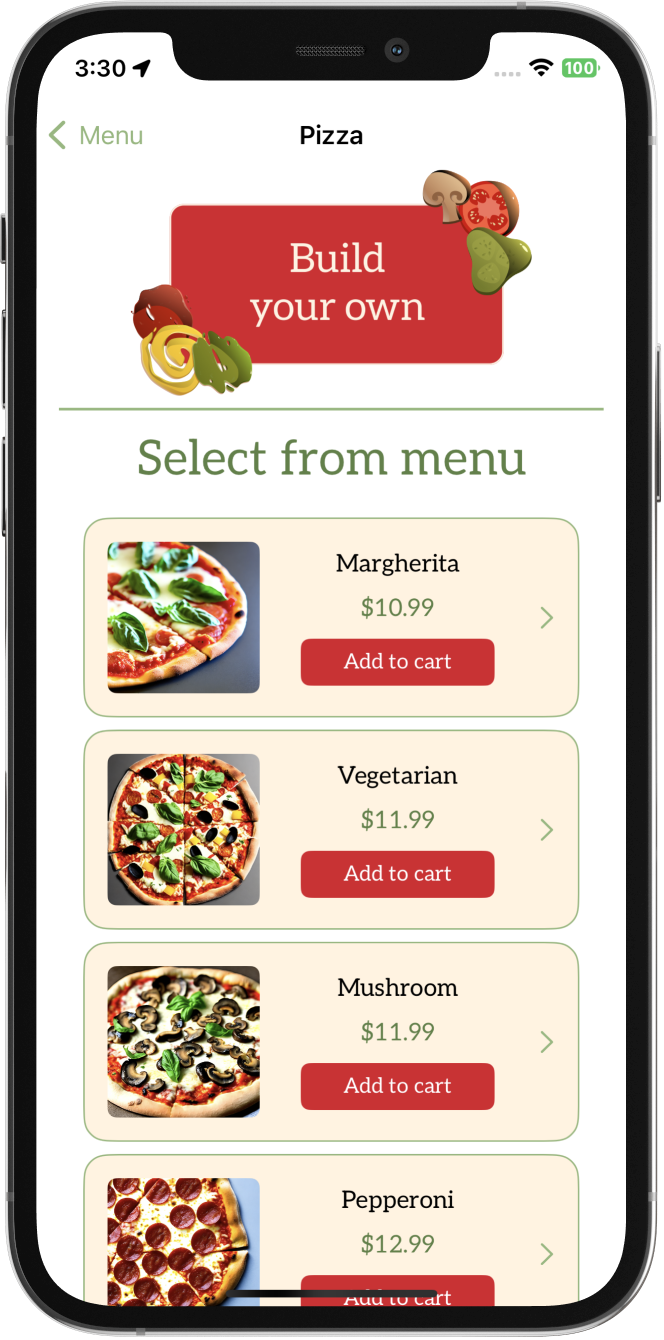 3:30
100
Menu
Pizza
Build
your own
Select from menu
Margherita
$10.99
Add to cart
Vegetarian
$11.99
Add to cart
Mushroom
$11.99
Add to cart
Pepperoni
$12.99
Add to cart